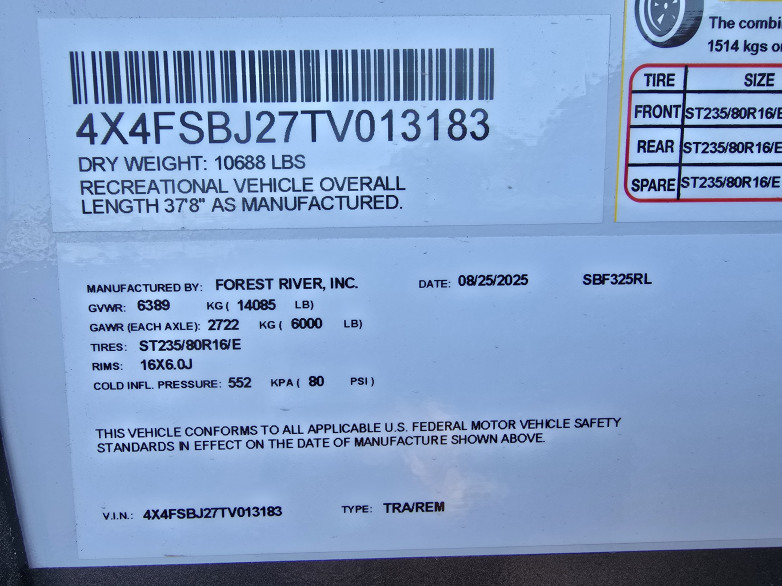 4X4FSBJ27TV013183
DRY WEIGHT: 10688 LBS
RECREATIONAL VEHICLE OVERALL
LENGTH 37'8" AS MANUFACTURED.
The combi
1514 kgs o
TIRE SIZE
FRONT ST235/80R16/E
REAR ST235/80R16/E
SPARE ST235/80R16/E
MANUFACTURED BY: FOREST RIVER, INC. DATE: 08/25/2025 SBF325RL
GVWR: 6389 KG ( 14085 LB)
GAWR (EACH AXLE): 2722 KG ( 6000 LB)
TIRES: ST235/80R16/E
RIMS: 16X6.0J
COLD INFL. PRESSURE: 552 KPA ( 80 PSI )
THIS VEHICLE CONFORMS TO ALL APPLICABLE U.S. FEDERAL MOTOR VEHICLE SAFETY
STANDARDS IN EFFECT ON THE DATE OF MANUFACTURE SHOWN ABOVE.
V.I.N.: 4X4FSBJ27TV013183 TYPE: TRA/REM